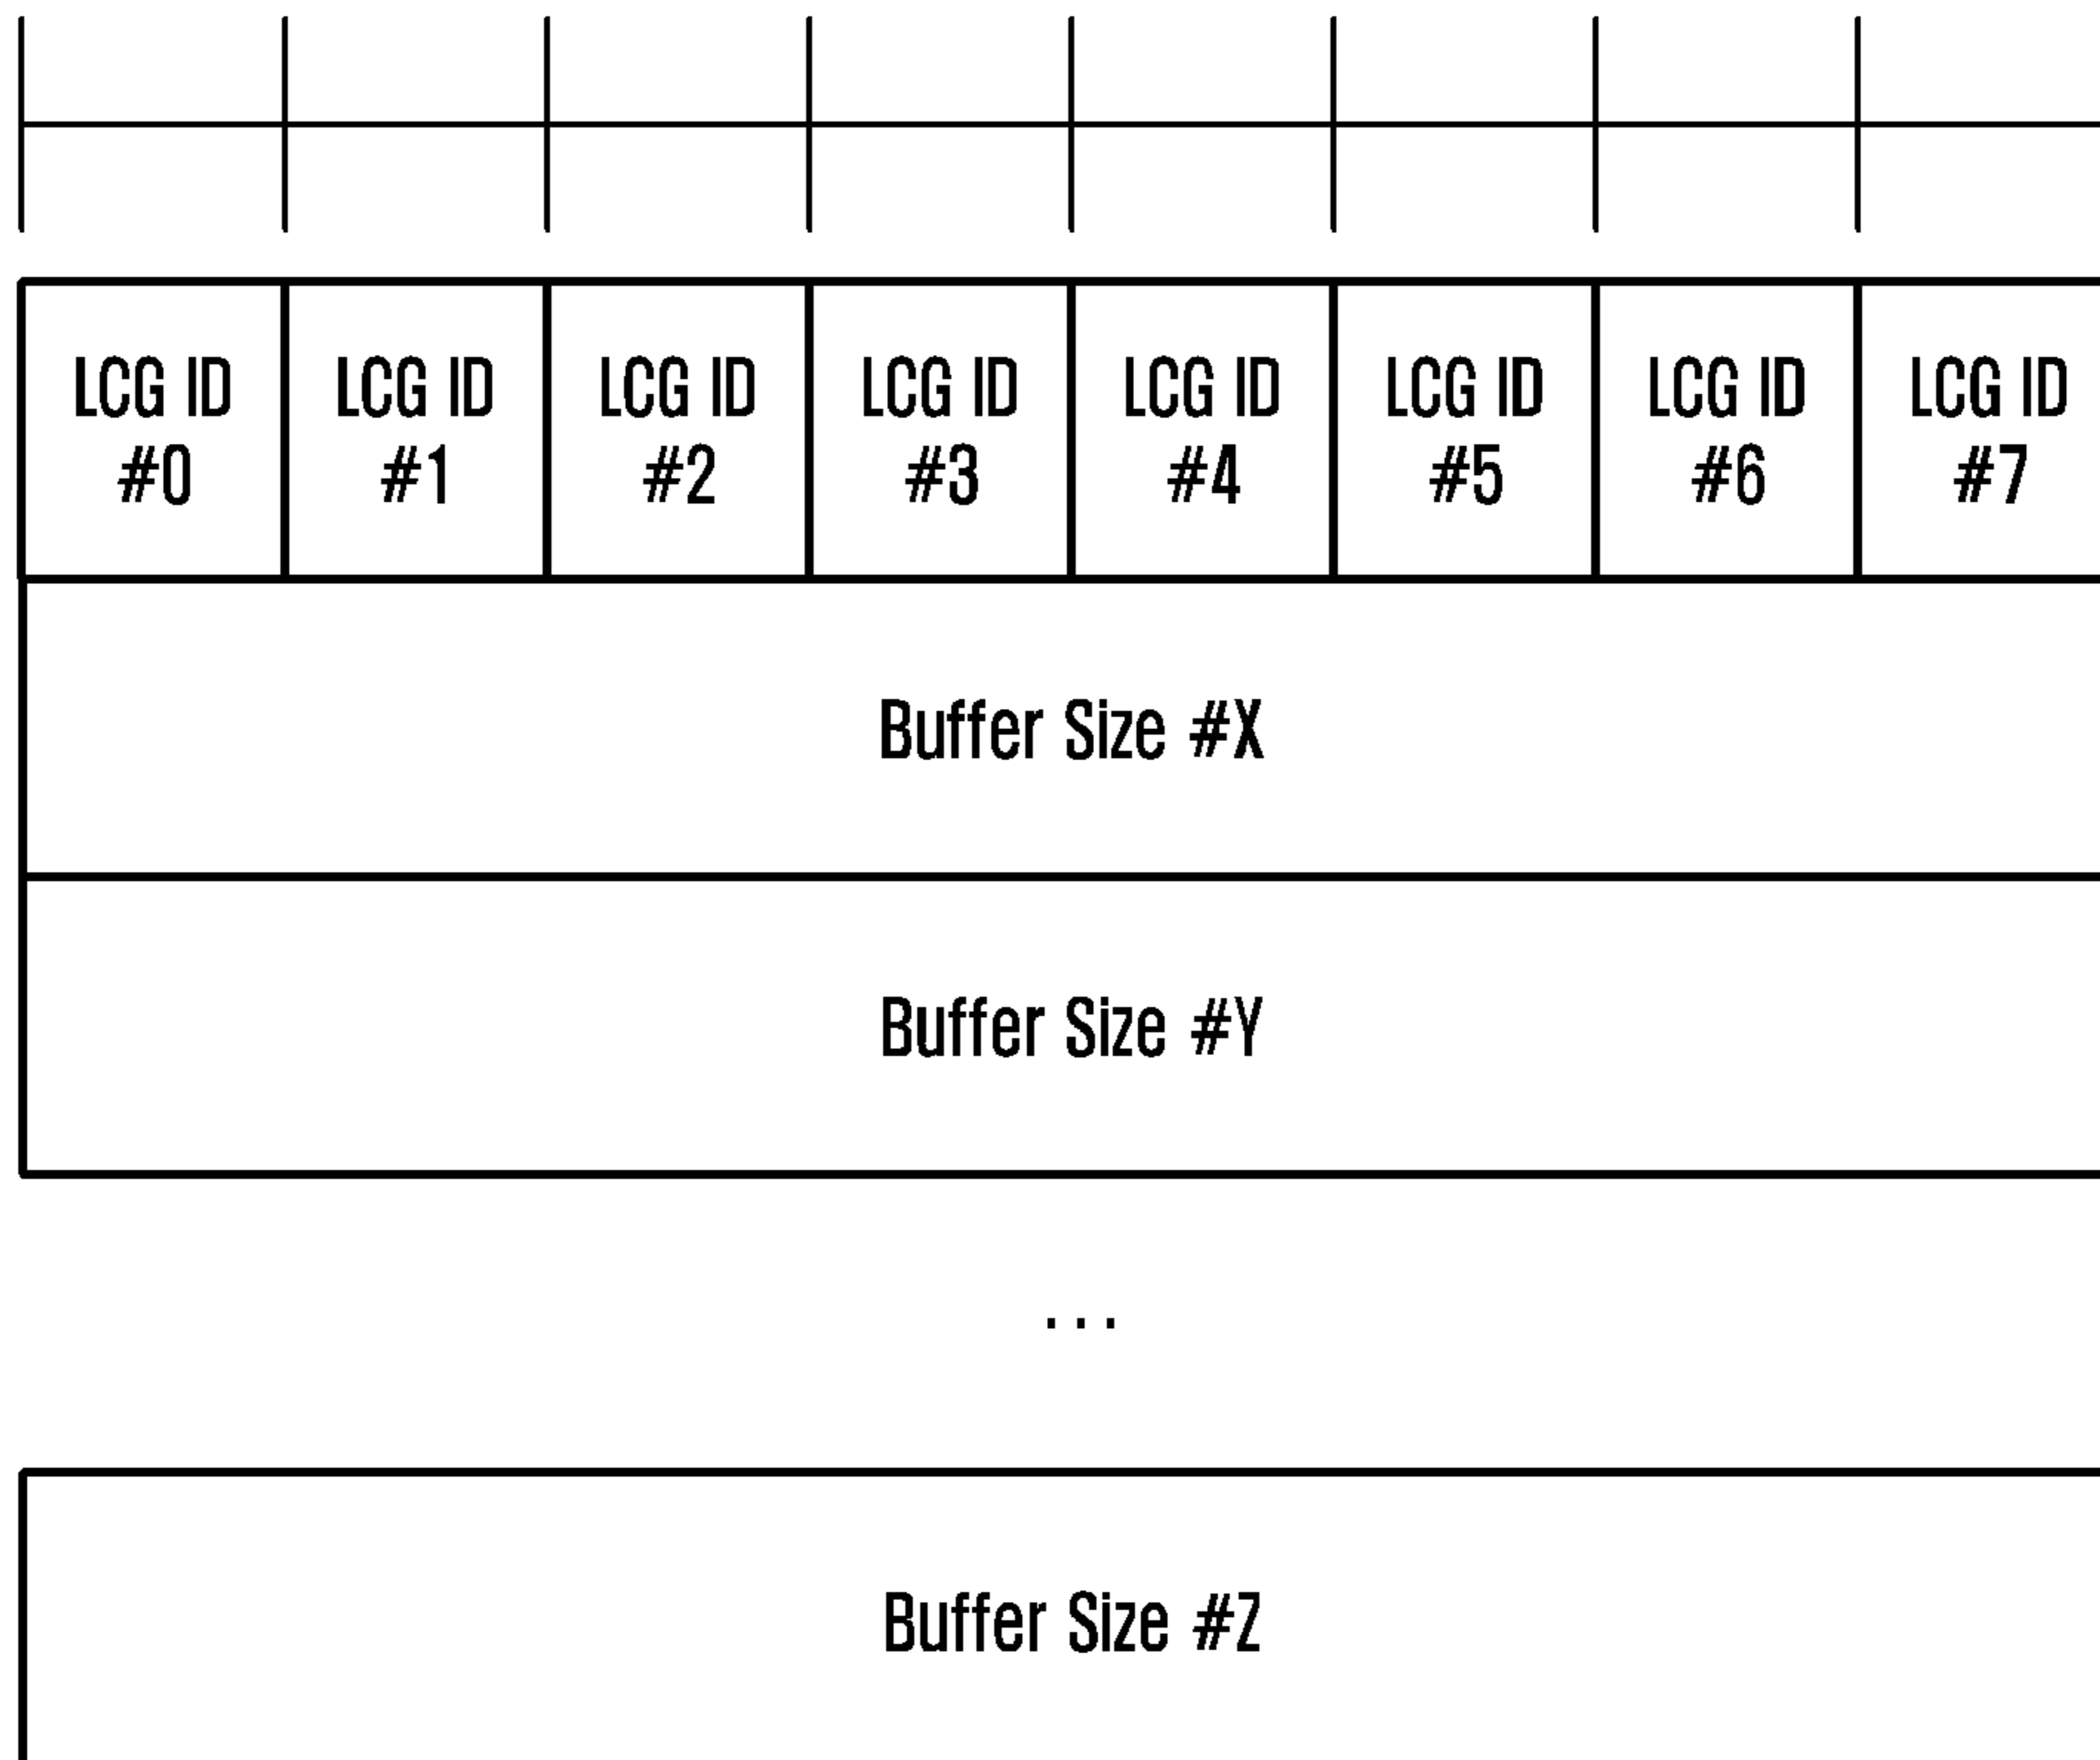 LCG ID LCG ID LCG ID LCG ID LCG ID LCG ID LCG ID LCG ID
#0 #1 #2 #3 #4 #5 #6 #7
Buffer Size #X
Buffer Size #Y
...
Buffer Size #Z